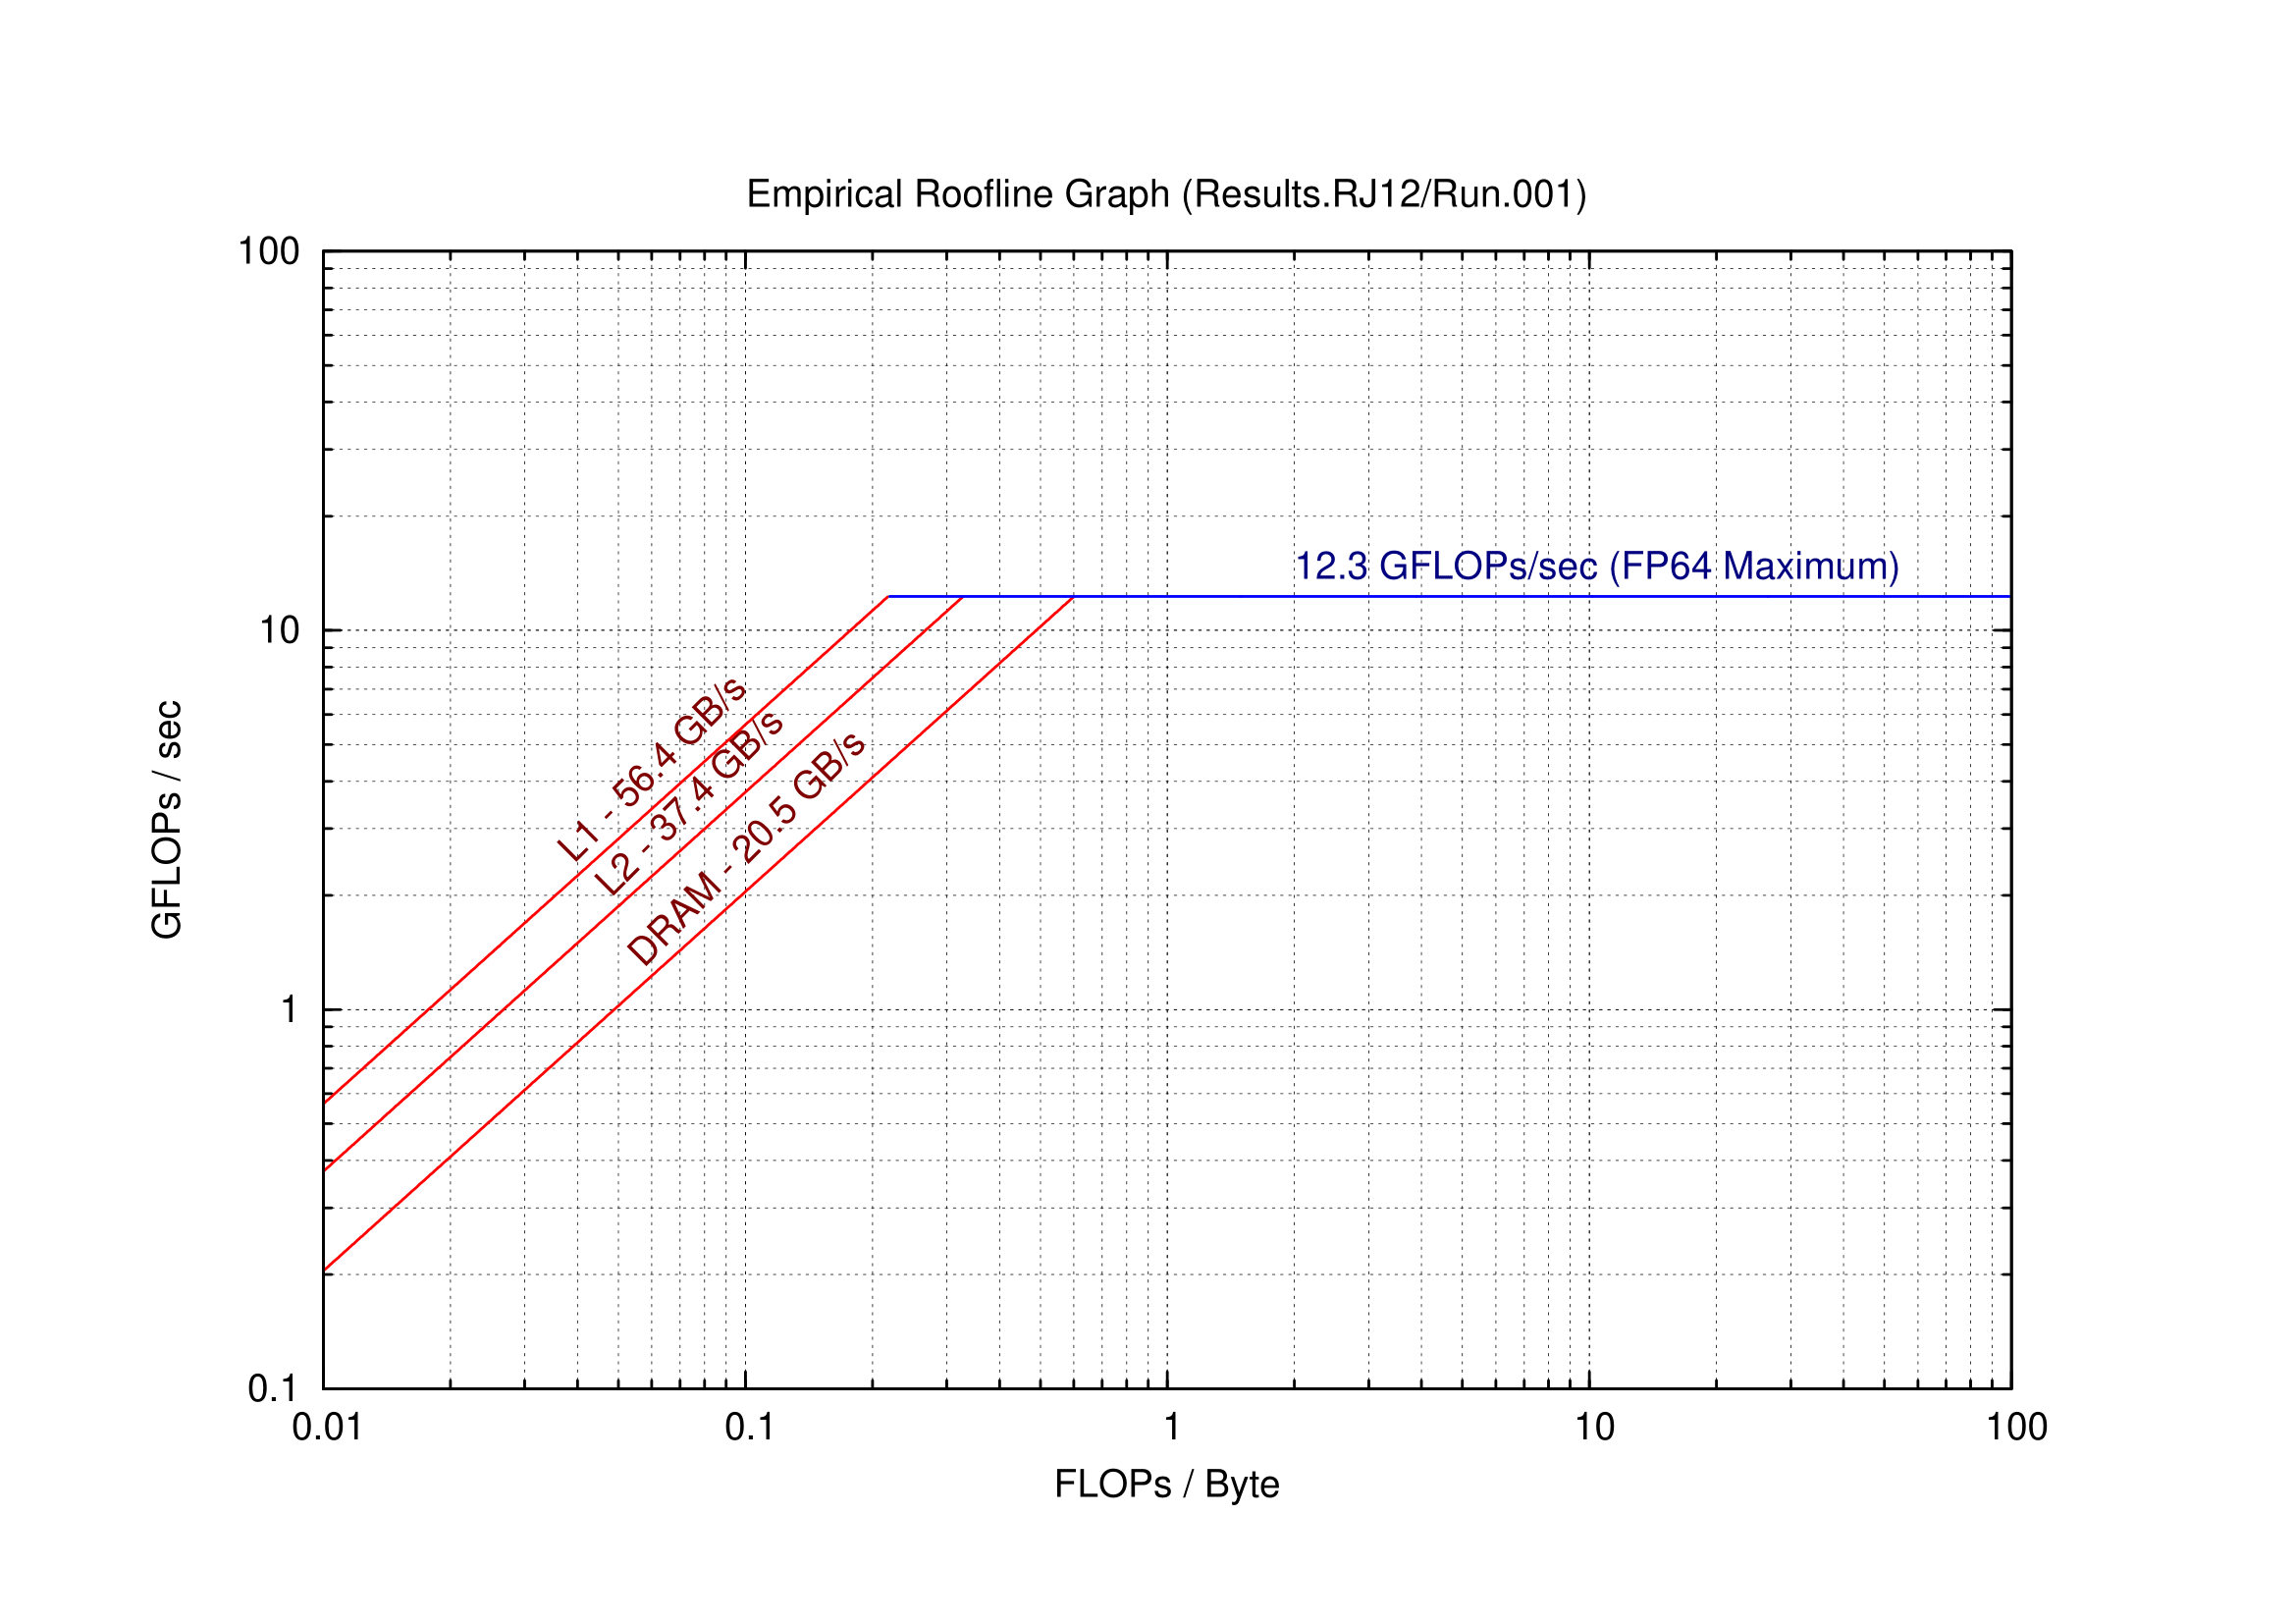 Empirical Roofline Graph (Results.RJ12/Run.001)
100
10
1
0.1
GFLOPs / sec
12.3 GFLOPs/sec (FP64 Maximum)
L1 - 56.4 GB/s
L2 - 37.4 GB/s
DRAM - 20.5 GB/s
0.01
0.1
1
10
100
FLOPs / Byte